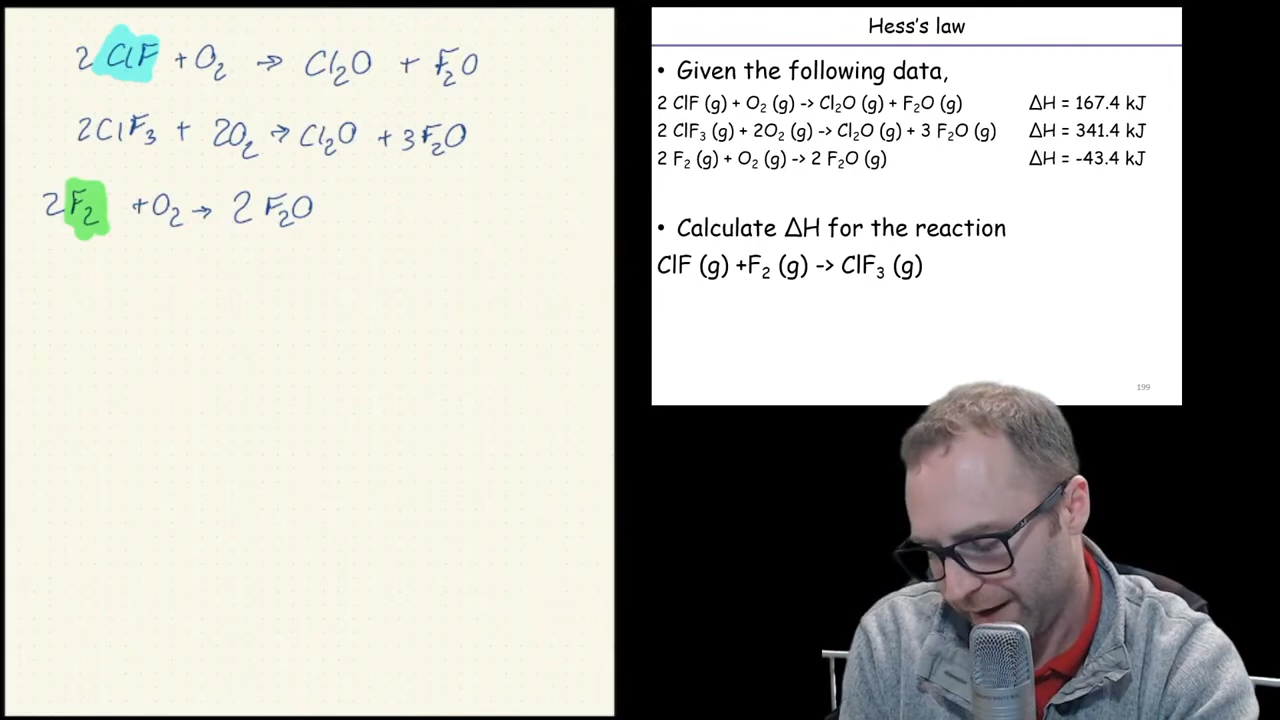 2 ClF + O₂ → Cl₂O + F₂O
2ClF₃ + 2O₂ → Cl₂O + 3F₂O
2F₂ + O₂ → 2 F₂O
Hess's law
• Given the following data,
2 ClF (g) + O₂ (g) -> Cl₂O (g) + F₂O (g) ΔH = 167.4 kJ
2 ClF₃ (g) + 2O₂ (g) -> Cl₂O (g) + 3 F₂O (g) ΔH = 341.4 kJ
2 F₂ (g) + O₂ (g) -> 2 F₂O (g) ΔH = -43.4 kJ
• Calculate ΔH for the reaction
ClF (g) +F₂ (g) -> ClF₃ (g)
199